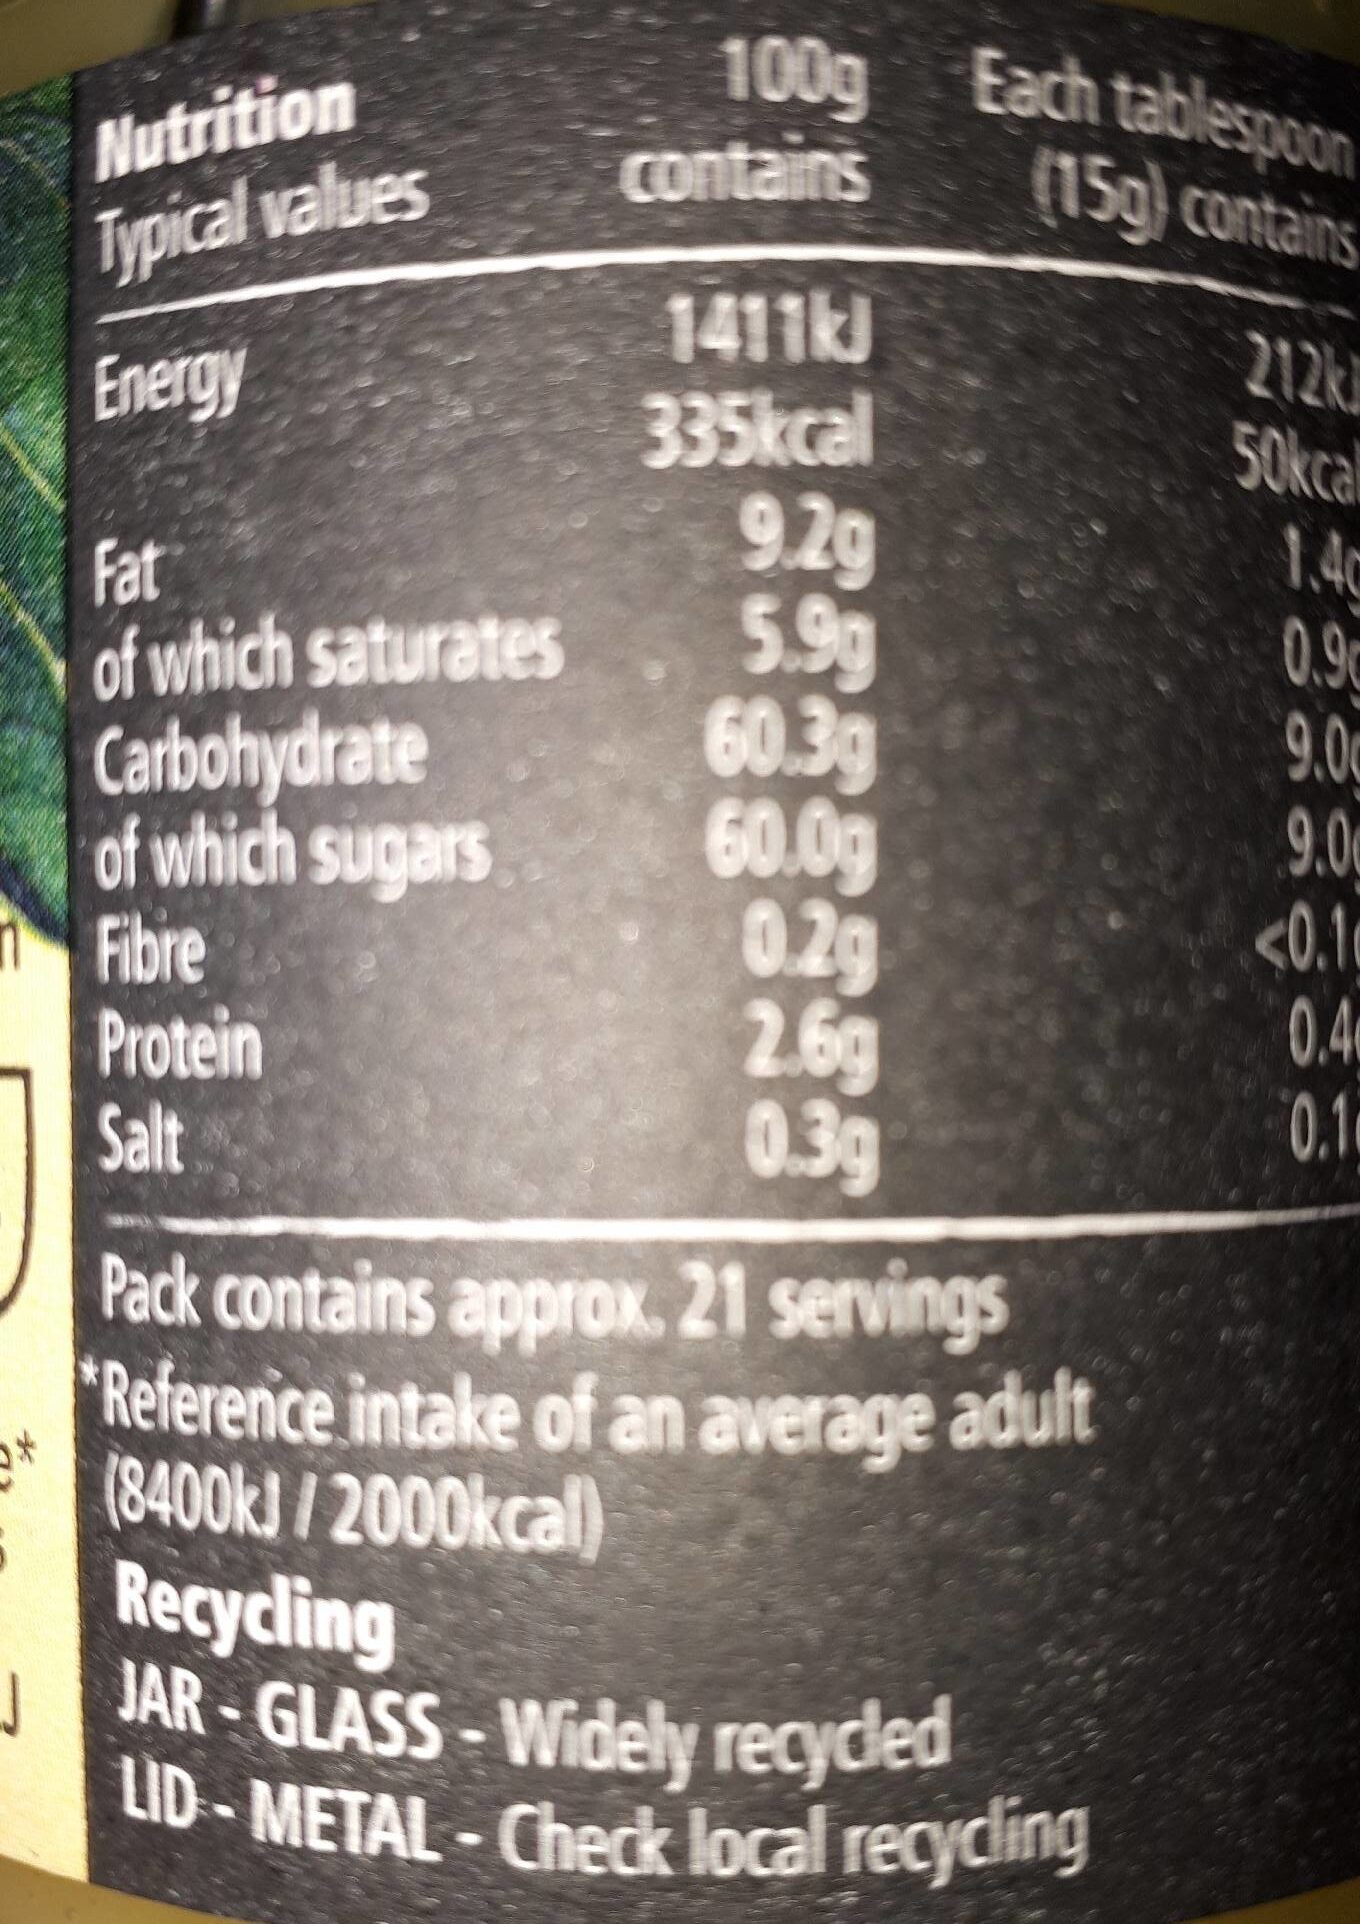 Nutrition
Typical values
100g
contains
Each tablespoon
(15g) contains
Energy 1411kJ 212kJ
335kcal 50kcal
Fat 9.2g 1.4g
of which saturates 5.9g 0.9g
Carbohydrate 60.3g 9.0g
of which sugars 60.0g 9.0g
Fibre 0.2g <0.1g
Protein 2.6g 0.4g
Salt 0.3g 0.1g
Pack contains approx. 21 servings
*Reference intake of an average adult
(8400kJ / 2000kcal)
Recycling
JAR - GLASS - Widely recycled
LID - METAL - Check local recycling